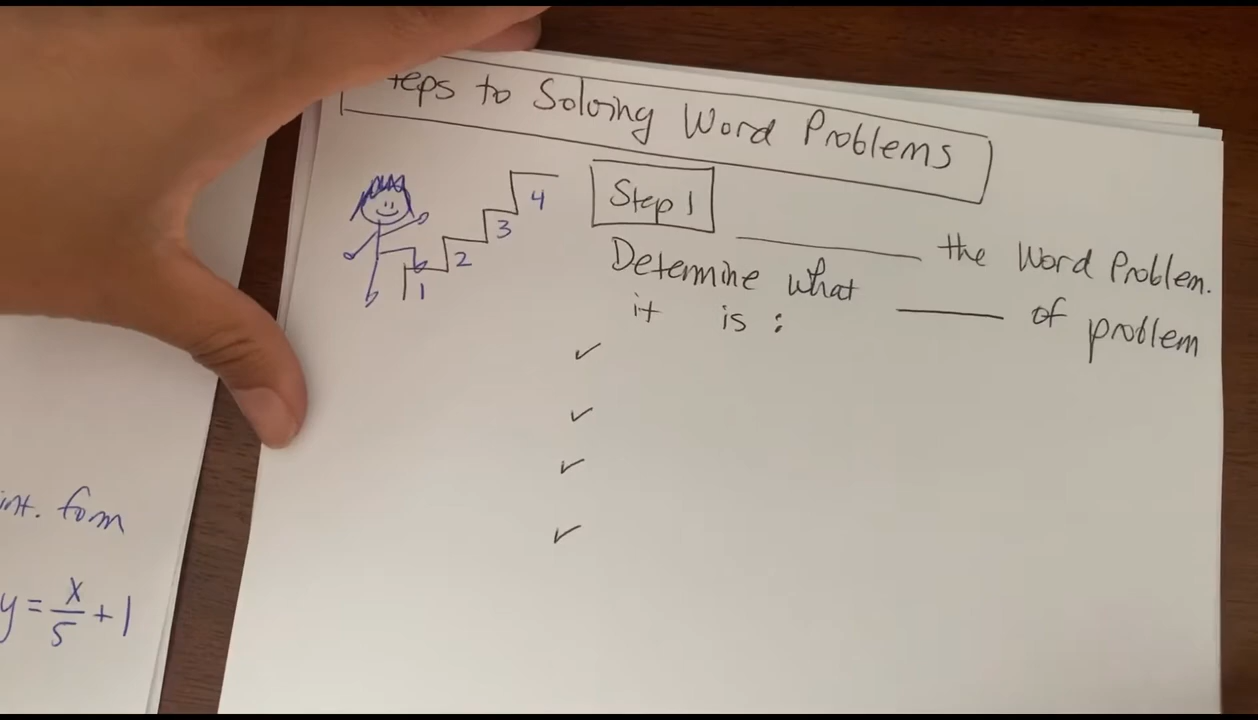 teps to Solving Word Problems
Step 1
the Word Problem.
Determine what of problem
it is :
1
2
3
4
int. form
y = x/5 + 1